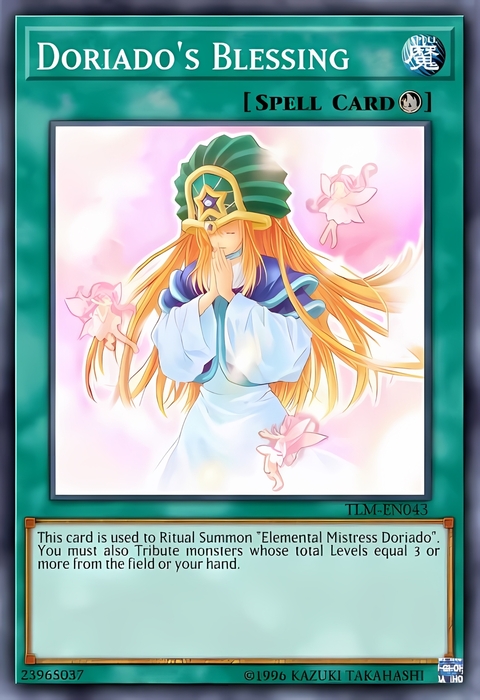 Doriado's Blessing
魔
[Spell Card]
TLM-EN043
This card is used to Ritual Summon "Elemental Mistress Doriado".
You must also Tribute monsters whose total Levels equal 3 or
more from the field or your hand.
23965037
©1996 KAZUKI TAKAHASHI